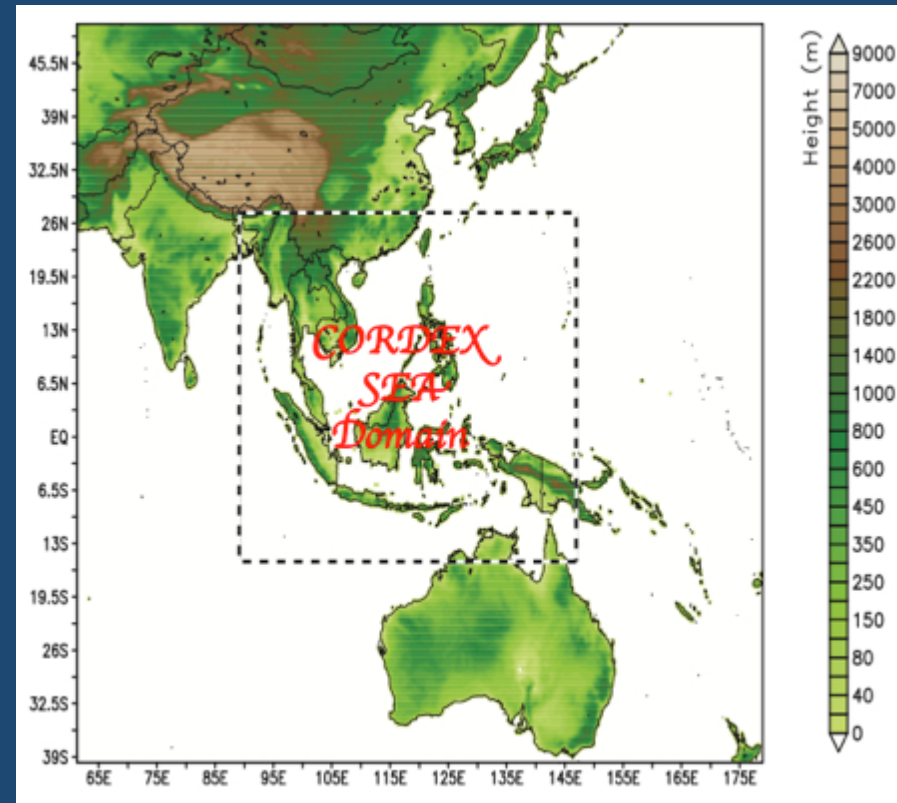 Height (m)
9000
7000
5000
4000
3000
2600
2200
1800
1400
1000
800
600
450
350
250
150
80
40
0
45.5N
39N
32.5N
26N
19.5N
13N
6.5N
EQ
6.5S
13S
19.5S
26S
32.5S
39S
CORDEX
SEA
Domain
65E 75E 85E 95E 105E 115E 125E 135E 145E 155E 165E 175E